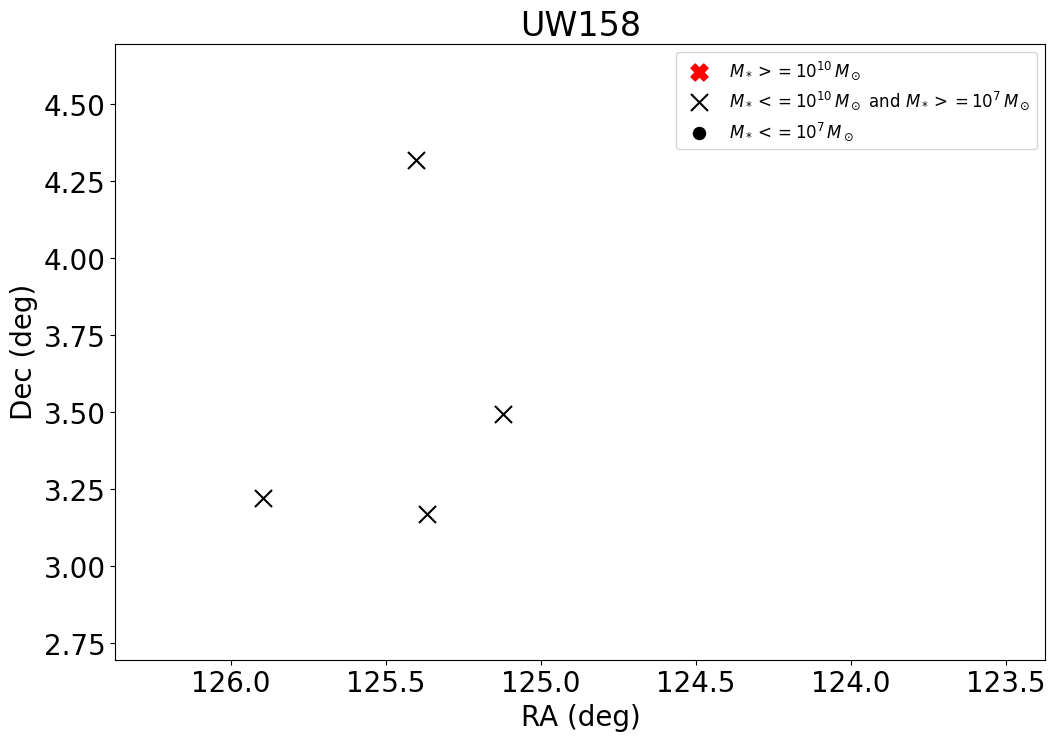 UW158
M* >= 10^10 M⊙
M* <= 10^10 M⊙ and M* >= 10^7 M⊙
M* <= 10^7 M⊙
4.50
4.25
4.00
3.75
3.50
3.25
3.00
2.75
Dec (deg)
126.0 125.5 125.0 124.5 124.0 123.5
RA (deg)